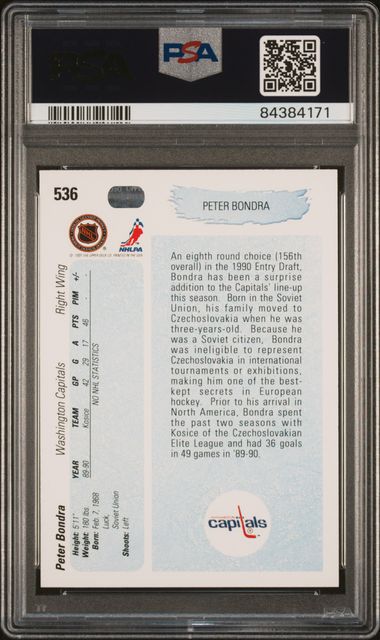 PSA
PSA
84384171
536
PETER BONDRA
NHLPA
An eighth round choice (156th
overall) in the 1990 Entry Draft,
Bondra has been a surprise
addition to the Capitals' line-up
this season. Born in the Soviet
Union, his family moved to
Czechoslovakia when he was
three-years-old. Because he
was a Soviet citizen, Bondra
was ineligible to represent
Czechoslovakia in international
tournaments or exhibitions,
making him one of the best-
kept secrets in European
hockey. Prior to his arrival in
North America, Bondra spent
the past two seasons with
Kosice of the Czechoslovakian
Elite League and had 36 goals
in 49 games in '89-90.
capitals
Peter Bondra Washington Capitals Right Wing
Height: 5'11"
Weight: 180 lbs
Born: Feb 7, 1968
Luck,
Soviet Union
Shoots: Left
YEAR TEAM GP G A PTS PIM +/-
89-90 Kosice 42 29 17 46 - -
NO NHL STATISTICS